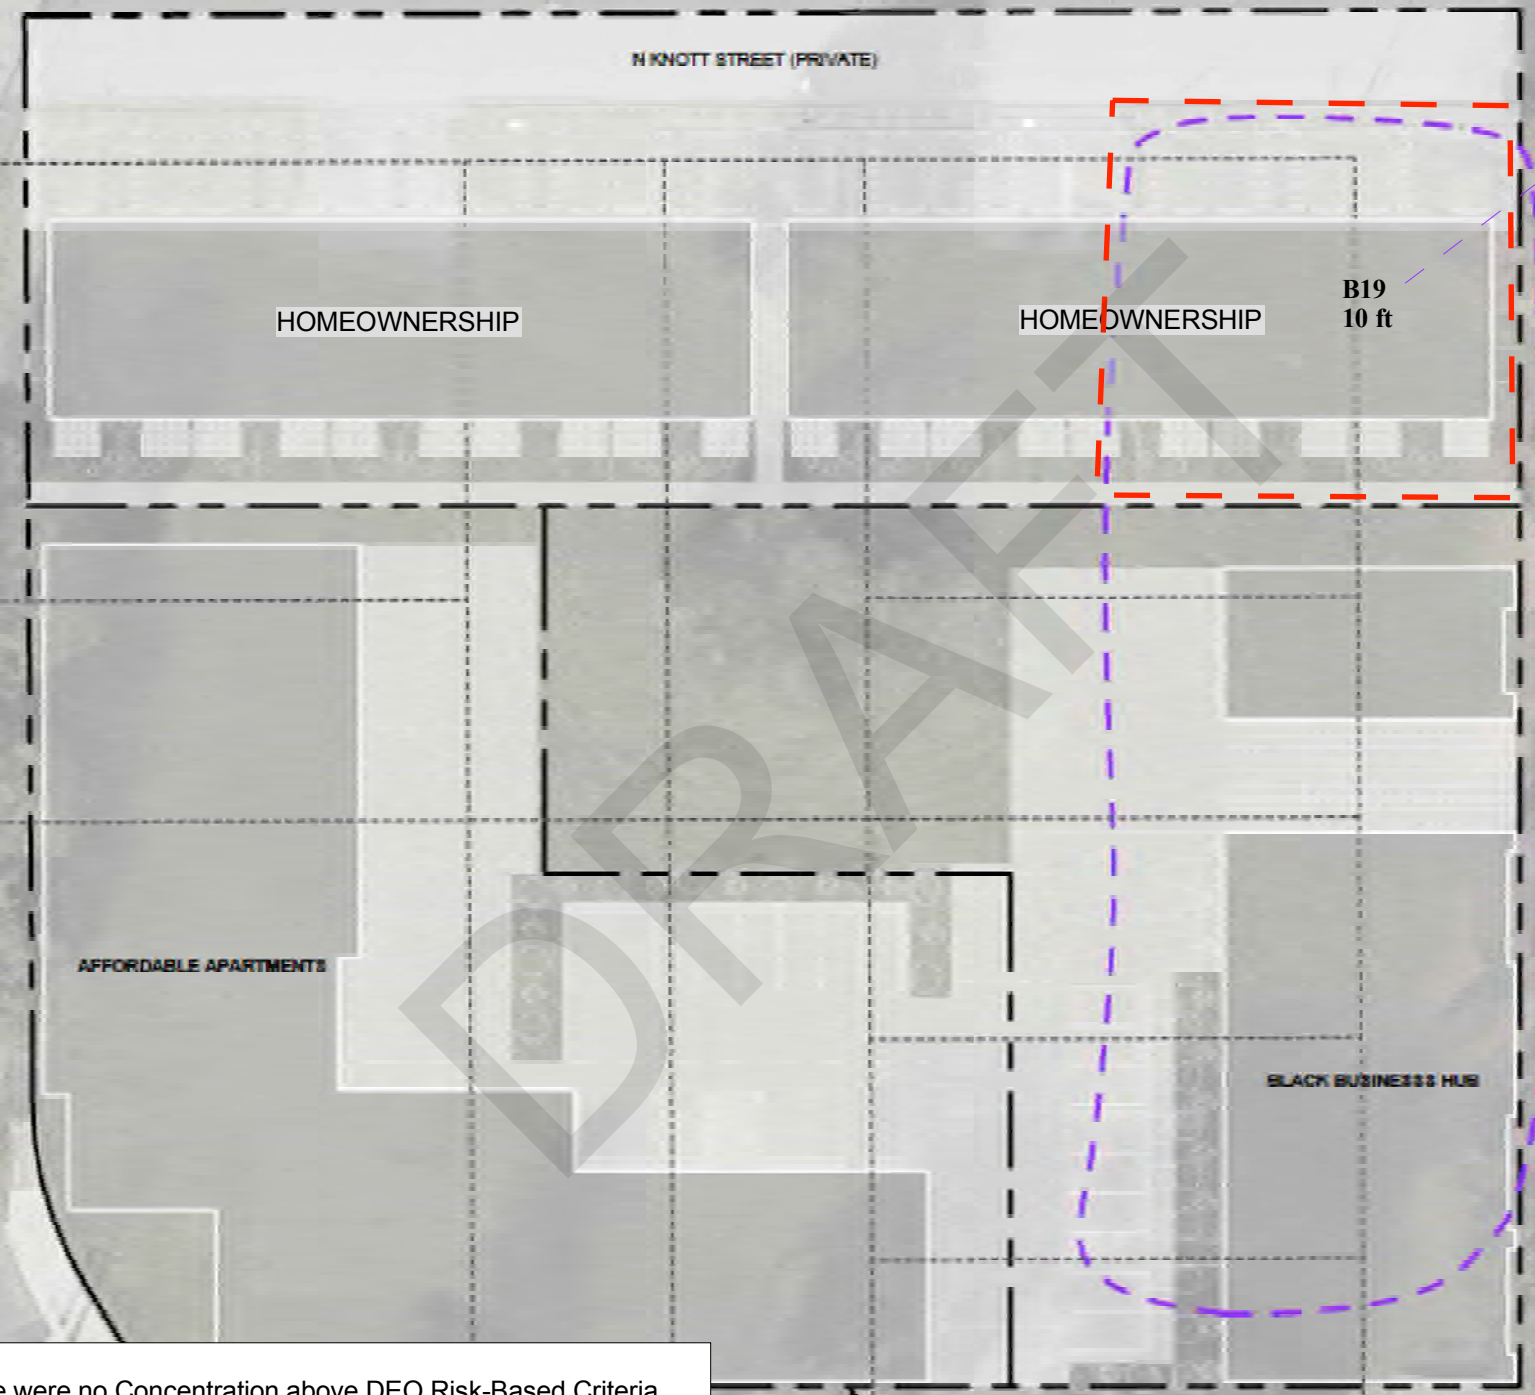 N KNOTT STREET (PRIVATE)
HOMEOWNERSHIP
HOMEOWNERSHIP
B19
10 ft
DRAFT
AFFORDABLE APARTMENTS
BLACK BUSINESSS HUB
were no Concentration above DEQ Risk-Based Criteria